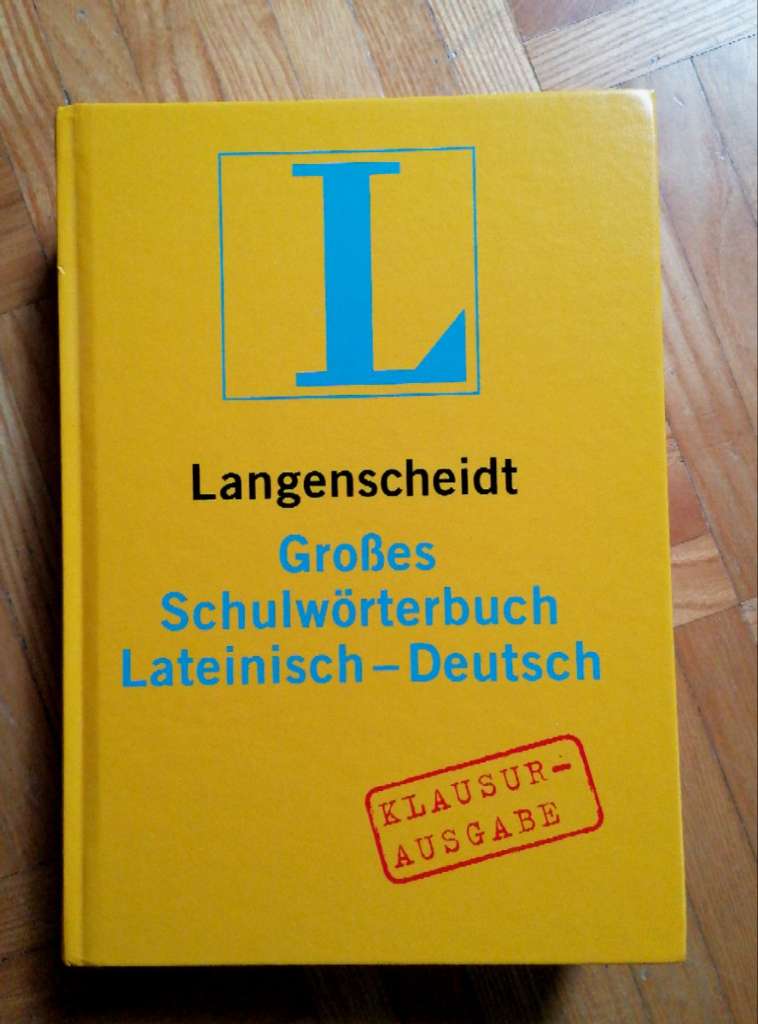 L
Langenscheidt
Großes
Schulwörterbuch
Lateinisch – Deutsch
KLAUSUR-
AUSGABE